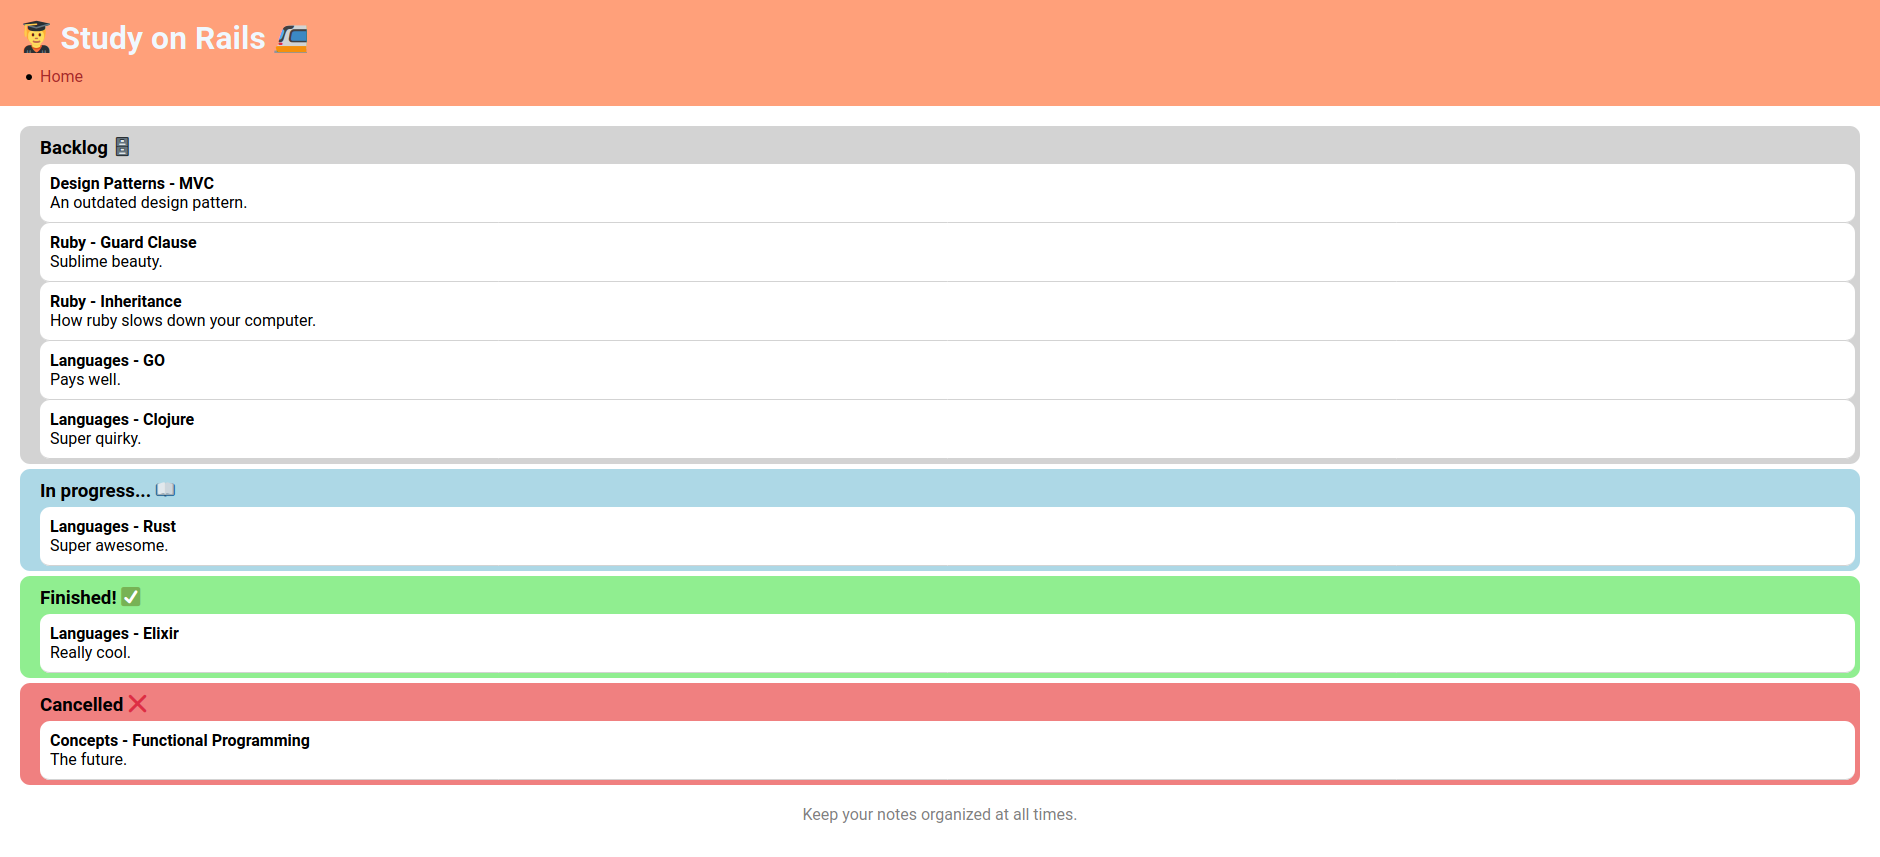 Study on Rails
Home
Backlog
Design Patterns - MVC
An outdated design pattern.
Ruby - Guard Clause
Sublime beauty.
Ruby - Inheritance
How ruby slows down your computer.
Languages - GO
Pays well.
Languages - Clojure
Super quirky.
In progress...
Languages - Rust
Super awesome.
Finished!
Languages - Elixir
Really cool.
Cancelled
Concepts - Functional Programming
The future.
Keep your notes organized at all times.